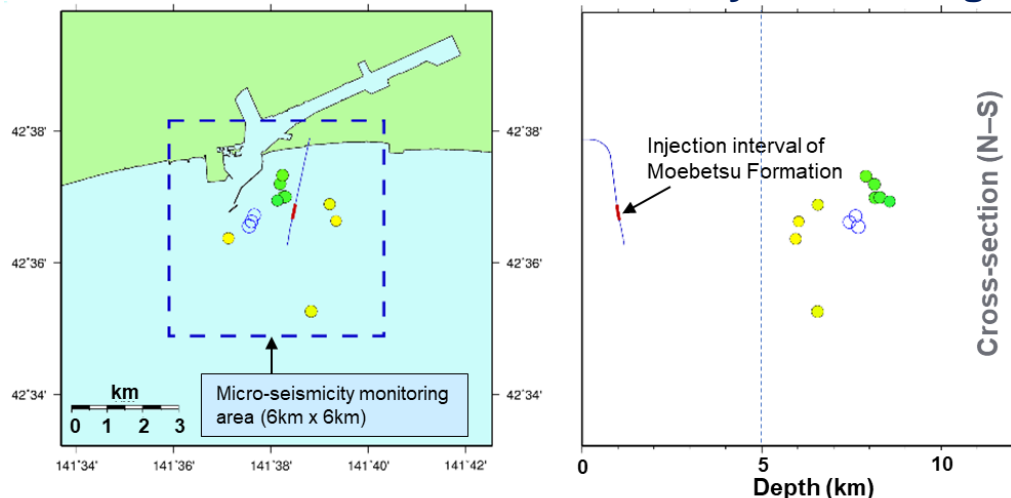 42°38'
42°36'
42°34'
km
0 1 2 3
Micro-seismicity monitoring
area (6km x 6km)
141°34' 141°36' 141°38' 141°40' 141°42'
42°38'
42°36'
42°34'
Injection interval of
Moebetsu Formation
Cross-section (N–S)
0 5 10
Depth (km)